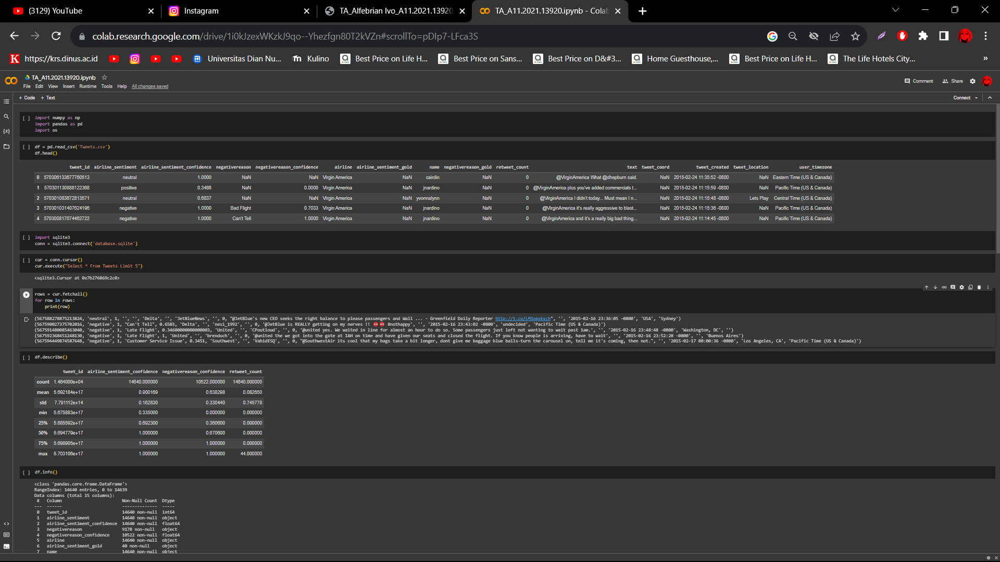 (3129) YouTube
Instagram
TA_Alfebrian Ivo_A11.2021.13920
TA_A11.2021.13920.ipynb - Colab
colab.research.google.com/drive/1i0kJzexWKzkJ9qo--Yhezfgn80T2kVZn#scrollTo=pDIp7-LFca3S
https://krs.dinus.ac.id
Universitas Dian Nu...
Kulino
Best Price on Life H...
Best Price on Sans...
Best Price on D&#3...
Home Guesthouse,...
Best Price on Life H...
The Life Hotels City...
»
TA_A11.2021.13920.ipynb
File Edit View Insert Runtime Tools Help All changes saved
Comment Share
+ Code + Text
Connect
[ ] import numpy as np
import pandas as pd
import os
[ ] df = pd.read_csv('Tweets.csv')
df.head()
tweet_id airline_sentiment airline_sentiment_confidence negativereason negativereason_confidence airline airline_sentiment_gold name negativereason_gold retweet_count text tweet_coord tweet_created tweet_location user_timezone
0 570306133677760513 neutral 1.0000 NaN NaN Virgin America NaN cairdin NaN 0 @VirginAmerica What @dhepburn said. NaN 2015-02-24 11:35:52 -0800 NaN Eastern Time (US & Canada)
1 570301130888122368 positive 0.3486 NaN 0.0000 Virgin America NaN jnardino NaN 0 @VirginAmerica plus you've added commercials t... NaN 2015-02-24 11:15:59 -0800 NaN Pacific Time (US & Canada)
2 570301083672813571 neutral 0.6837 NaN NaN Virgin America NaN yvonnalynn NaN 0 @VirginAmerica I didn't today... Must mean I n... NaN 2015-02-24 11:15:48 -0800 Lets Play Central Time (US & Canada)
3 570301031407624196 negative 1.0000 Bad Flight 0.7033 Virgin America NaN jnardino NaN 0 @VirginAmerica it's really aggressive to blast... NaN 2015-02-24 11:15:36 -0800 NaN Pacific Time (US & Canada)
4 570300817074462722 negative 1.0000 Can't Tell 1.0000 Virgin America NaN jnardino NaN 0 @VirginAmerica and it's a really big bad thing... NaN 2015-02-24 11:14:45 -0800 NaN Pacific Time (US & Canada)
[ ] import sqlite3
conn = sqlite3.connect('database.sqlite')
[ ] cur = conn.cursor()
cur.execute("Select * From Tweets Limit 5")
<sqlite3.Cursor at 0x7b276869c2c0>
rows = cur.fetchall()
for row in rows:
print(row)
(567588278875213824, 'neutral', 1, '', '', 'Delta', '', 'JetBlueNews', '', 0, "@JetBlue's new CEO seeks the right balance to please passengers and Wall ... - Greenfield Daily Reporter http://t.co/LM3opxkxch", '', '2015-02-16 23:36:05 -0800', 'USA', 'Sydney')
(567590027375702016, 'negative', 1, "Can't Tell", 0.6503, 'Delta', '', 'nesi_1992', '', 0, '@JetBlue is REALLY getting on my nerves !! 😡😡 #nothappy', '', '2015-02-16 23:43:02 -0800', 'undecided', 'Pacific Time (US & Canada)')
(567591480085463040, 'negative', 1, 'Late Flight', 0.34600000000000003, 'United', '', 'CPoutloud', '', 0, '@united yes. We waited in line for almost an hour to do so. Some passengers just left not wanting to wait past 1am.', '', '2015-02-16 23:48:48 -0800', 'Washington, DC', '')
(567592368451248130, 'negative', 1, 'Late Flight', 1, 'United', '', 'brenduch', '', 0, '@united the we got into the gate at IAH on time and have given our seats and closed the flight. If you know people is arriving, have to wait', '', '2015-02-16 23:52:20 -0800', '', 'Buenos Aires')
(567594449874587648, 'negative', 1, 'Customer Service Issue', 0.3451, 'Southwest', '', 'VahidESQ', '', 0, "@SouthwestAir its cool that my bags take a bit longer, dont give me baggage blue balls-turn the carousel on, tell me it's coming, then not.", '', '2015-02-17 00:00:36 -0800', 'Los Angeles, CA', 'Pacific Time (US & Canada)')
[ ] df.describe()
tweet_id airline_sentiment_confidence negativereason_confidence retweet_count
count 1.464000e+04 14640.000000 10522.000000 14640.000000
mean 5.692184e+17 0.900169 0.638298 0.082650
std 7.791112e+14 0.162830 0.330440 0.745778
min 5.675883e+17 0.335000 0.000000 0.000000
25% 5.685592e+17 0.692300 0.360600 0.000000
50% 5.694779e+17 1.000000 0.670600 0.000000
75% 5.698905e+17 1.000000 1.000000 0.000000
max 5.703106e+17 1.000000 1.000000 44.000000
[ ] df.info()
<class 'pandas.core.frame.DataFrame'>
RangeIndex: 14640 entries, 0 to 14639
Data columns (total 15 columns):
# Column Non-Null Count Dtype
--- ------ -------------- -----
0 tweet_id 14640 non-null int64
1 airline_sentiment 14640 non-null object
2 airline_sentiment_confidence 14640 non-null float64
3 negativereason 9178 non-null object
4 negativereason_confidence 10522 non-null float64
5 airline 14640 non-null object
6 airline_sentiment_gold 40 non-null object
7 name 14640 non-null object